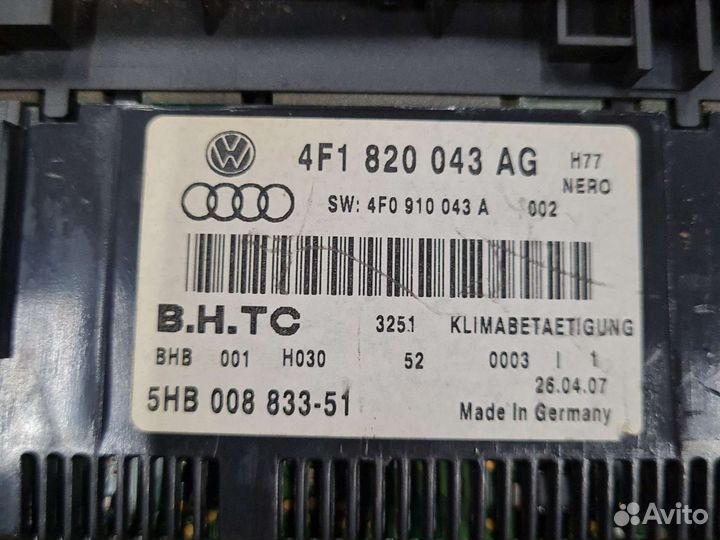 4F1 820 043 AG H77
NERO
SW: 4F0 910 043 A 002
B.H.TC 3251 KLIMABETAETIGUNG
BHB 001 H030 52 0003 I 1
26.04.07
5HB 008 833-51 Made In Germany
Avito